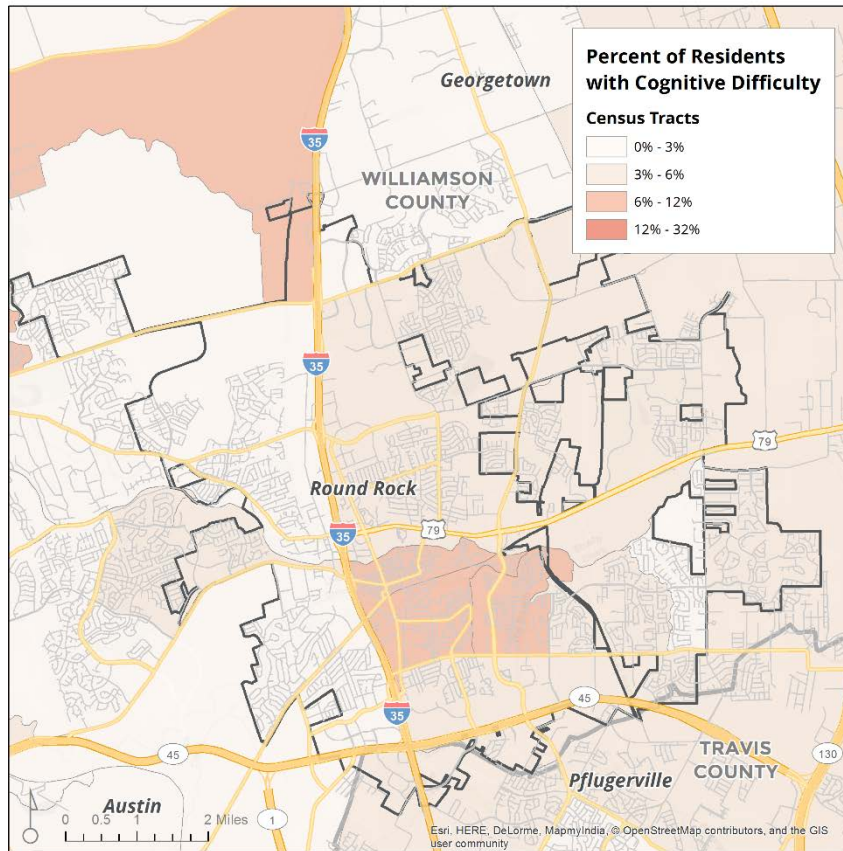 Percent of Residents
with Cognitive Difficulty
Census Tracts
0% - 3%
3% - 6%
6% - 12%
12% - 32%
Georgetown
35
WILLIAMSON
COUNTY
35
79
Round Rock
79
35
45
35
45
TRAVIS
COUNTY
130
Pflugerville
Austin
1
0 0.5 1 2 Miles
Esri, HERE, DeLorme, MapmyIndia, © OpenStreetMap contributors, and the GIS
user community